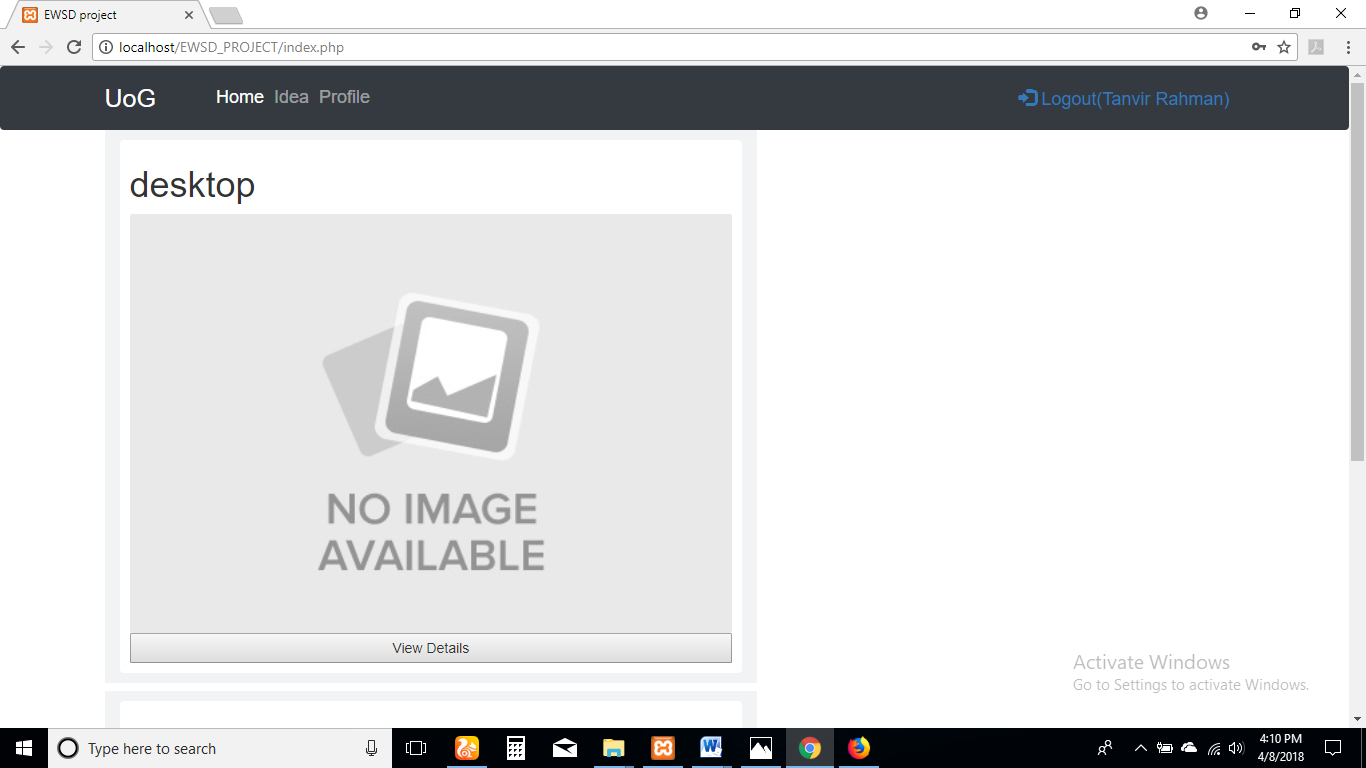 EWSD project
localhost/EWSD_PROJECT/index.php
UoG Home Idea Profile Logout(Tanvir Rahman)
desktop
NO IMAGE
AVAILABLE
View Details
Activate Windows
Go to Settings to activate Windows.
Type here to search
4:10 PM
4/8/2018